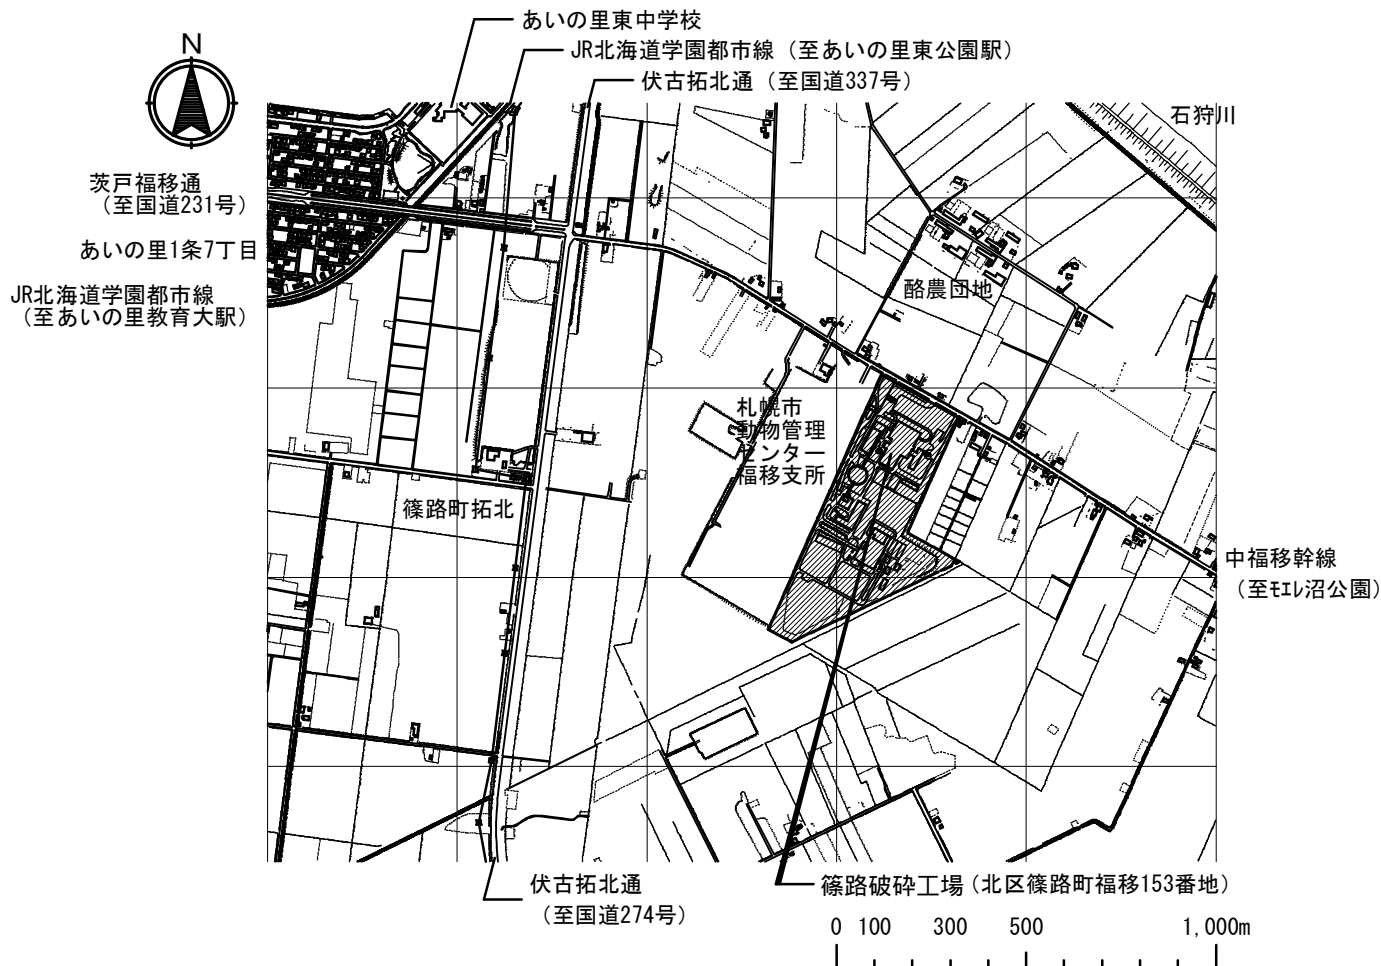 あいの里東中学校
N
JR北海道学園都市線（至あいの里東公園駅）
伏古拓北通（至国道337号）
石狩川
茨戸福移通
（至国道231号）
あいの里1条7丁目
JR北海道学園都市線
（至あいの里教育大駅）
酪農団地
札幌市
動物管理
センター
福移支所
篠路町拓北
中福移幹線
（至ﾓｴﾚ沼公園）
伏古拓北通
（至国道274号）
篠路破砕工場（北区篠路町福移153番地）
0 100 300 500 1,000m